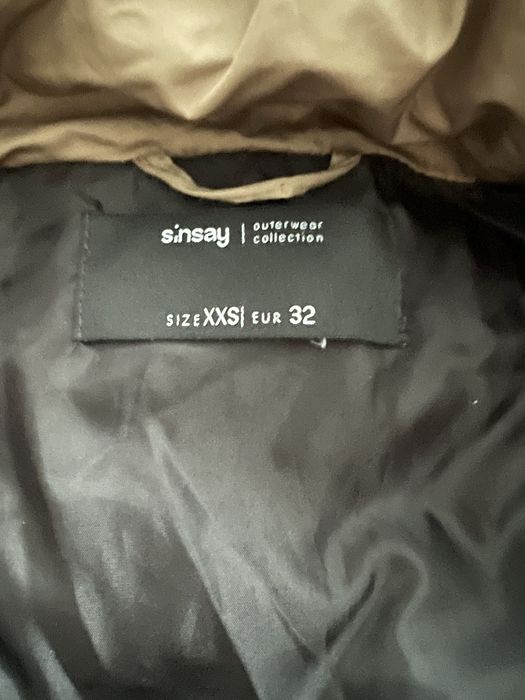 sinsay | outerwear
collection
SIZE XXS| EUR 32